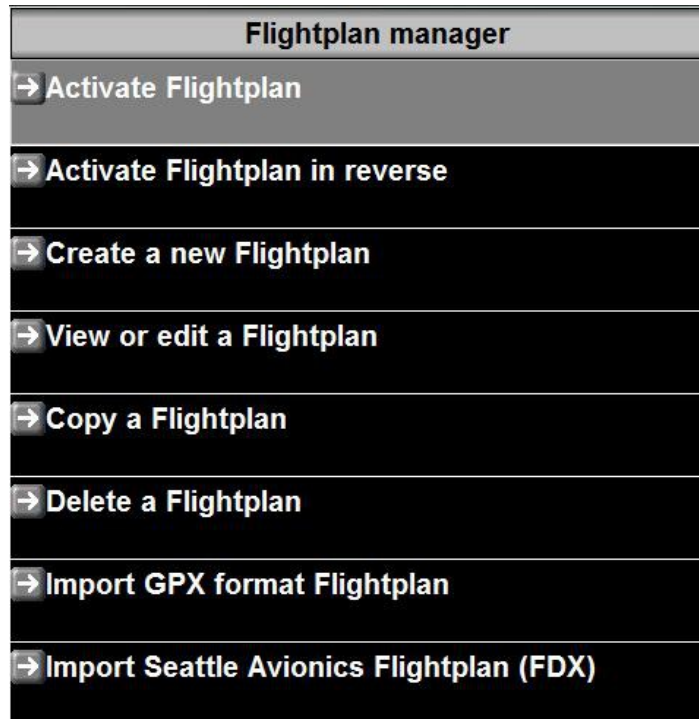 Flightplan manager
Activate Flightplan
Activate Flightplan in reverse
Create a new Flightplan
View or edit a Flightplan
Copy a Flightplan
Delete a Flightplan
Import GPX format Flightplan
Import Seattle Avionics Flightplan (FDX)